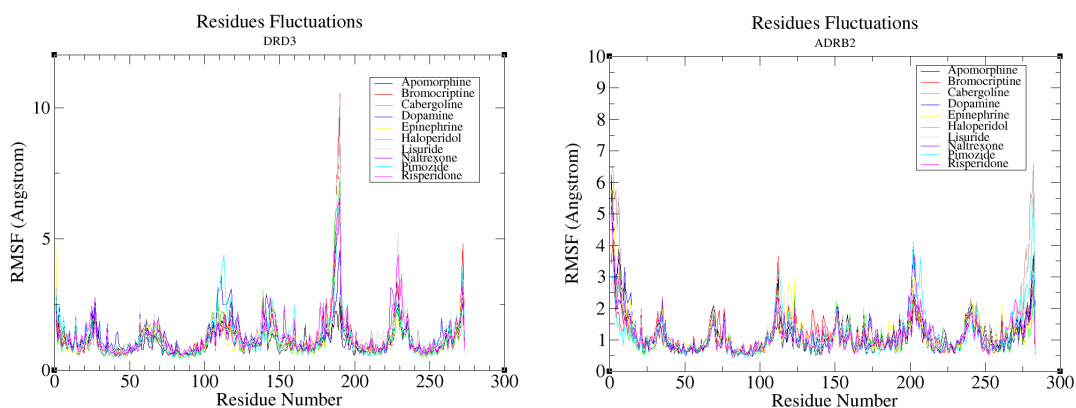 Residues Fluctuations
DRD3
RMSF (Angstrom)
10
5
0
Apomorphine
Bromocriptine
Cabergoline
Dopamine
Epinephrine
Haloperidol
Lisuride
Naltrexone
Pimozide
Risperidone
0 50 100 150 200 250 300
Residue Number
Residues Fluctuations
ADRB2
RMSF (Angstrom)
10
9
8
7
6
5
4
3
2
1
0
Apomorphine
Bromocriptine
Cabergoline
Dopamine
Epinephrine
Haloperidol
Lisuride
Naltrexone
Pimozide
Risperidone
0 50 100 150 200 250 300
Residue Number